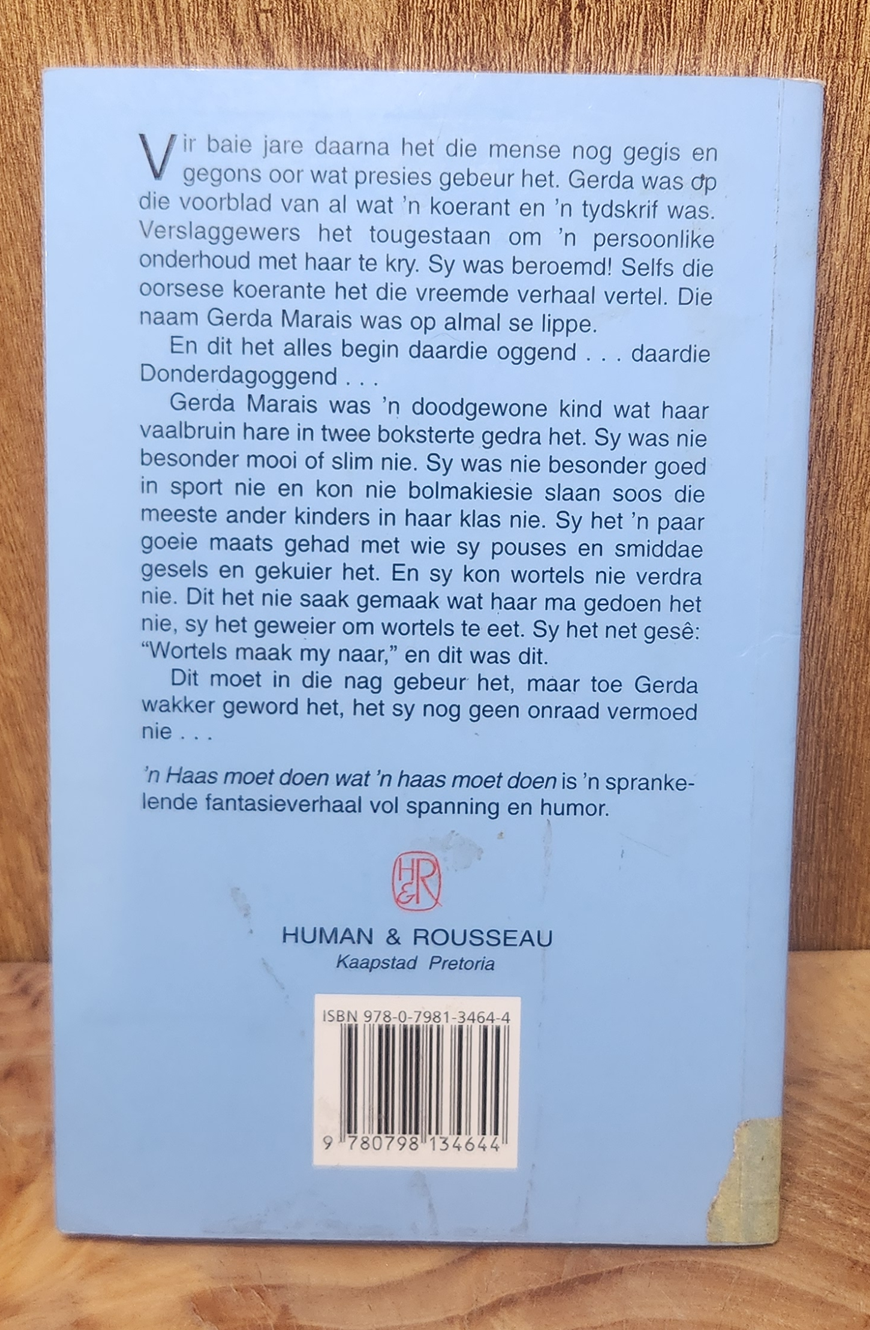 Vir baie jare daarna het die mense nog gegis en
gegons oor wat presies gebeur het. Gerda was op
die voorblad van al wat ’n koerant en ’n tydskrif was.
Verslaggewers het tougestaan om ’n persoonlike
onderhoud met haar te kry. Sy was beroemd! Selfs die
oorsese koerante het die vreemde verhaal vertel. Die
naam Gerda Marais was op almal se lippe.
En dit het alles begin daardie oggend . . . daardie
Donderdagoggend . . .
Gerda Marais was ’n doodgewone kind wat haar
vaalbruin hare in twee boksterte gedra het. Sy was nie
besonder mooi of slim nie. Sy was nie besonder goed
in sport nie en kon nie bolmakiesie slaan soos die
meeste ander kinders in haar klas nie. Sy het ’n paar
goeie maats gehad met wie sy pouses en smiddae
gesels en gekuier het. En sy kon wortels nie verdra
nie. Dit het nie saak gemaak wat haar ma gedoen het
nie, sy het geweier om wortels te eet. Sy het net gesê:
“Wortels maak my naar,” en dit was dit.
Dit moet in die nag gebeur het, maar toe Gerda
wakker geword het, het sy nog geen onraad vermoed
nie . . .
’n Haas moet doen wat ’n haas moet doen is ’n spranke-
lende fantasieverhaal vol spanning en humor.
H&R
HUMAN & ROUSSEAU
Kaapstad Pretoria
ISBN 978-0-7981-3464-4
9 780798 134644